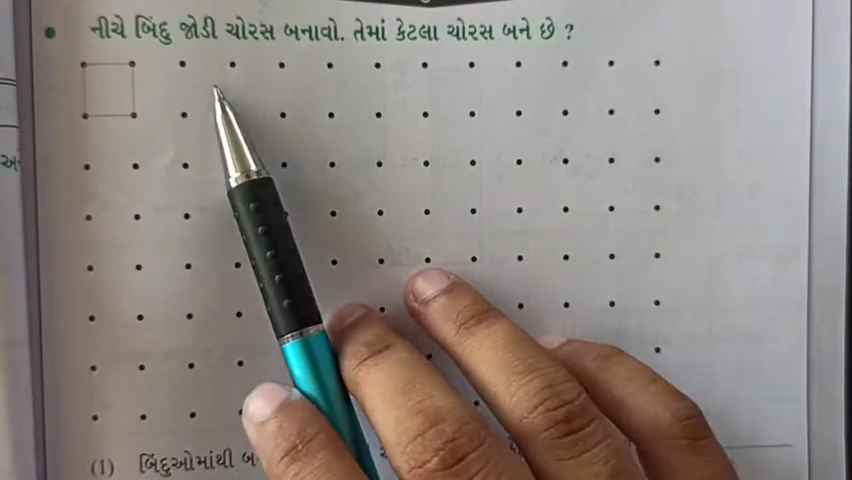 નીચે બિંદુ જોડી ચોરસ બનાવો. તેમાં કેટલા ચોરસ બને છે ?
(1) બિંદુઓમાંથી